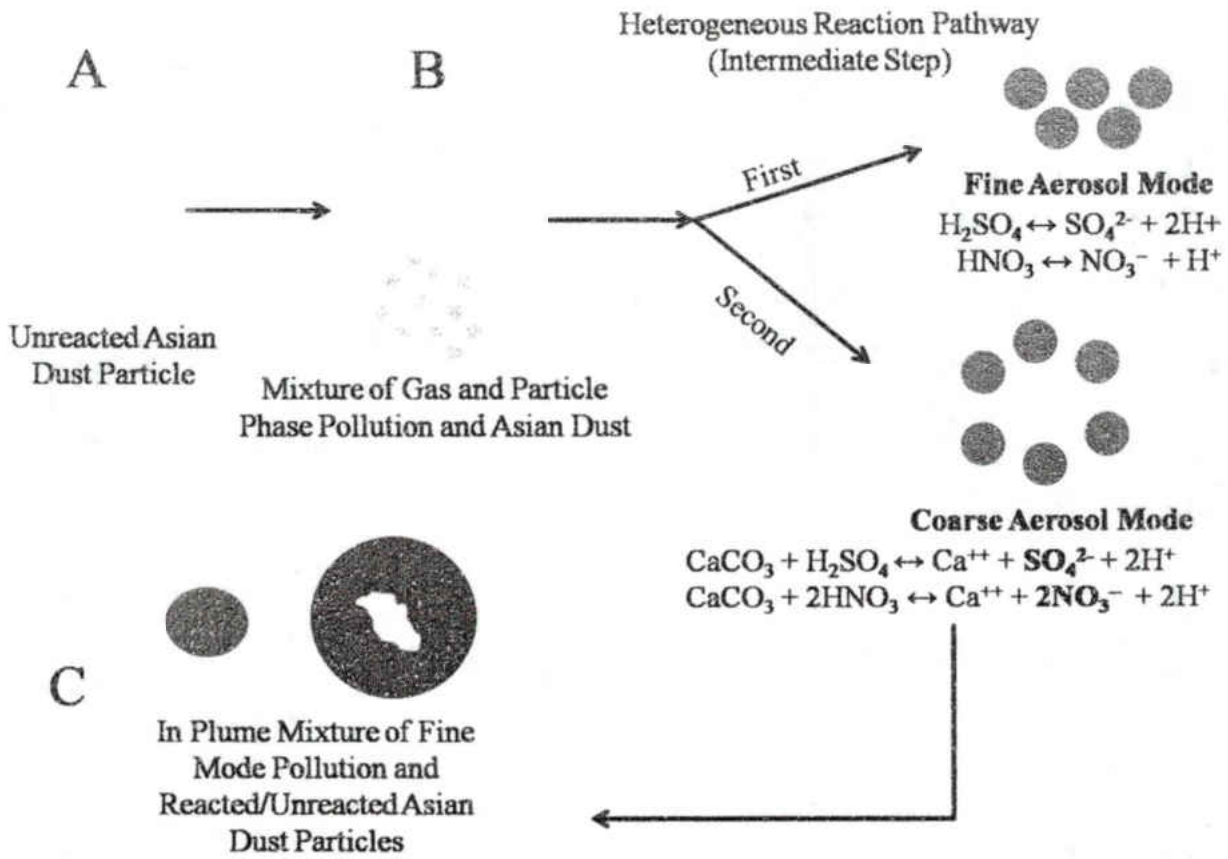 A
B
Heterogeneous Reaction Pathway
(Intermediate Step)
First
Second
Fine Aerosol Mode
H₂SO₄ ↔ SO₄²⁻ + 2H+
HNO₃ ↔ NO₃⁻ + H⁺
Unreacted Asian
Dust Particle
Mixture of Gas and Particle
Phase Pollution and Asian Dust
Coarse Aerosol Mode
CaCO₃ + H₂SO₄ ↔ Ca⁺⁺ + SO₄²⁻ + 2H⁺
CaCO₃ + 2HNO₃ ↔ Ca⁺⁺ + 2NO₃⁻ + 2H⁺
C
In Plume Mixture of Fine
Mode Pollution and
Reacted/Unreacted Asian
Dust Particles